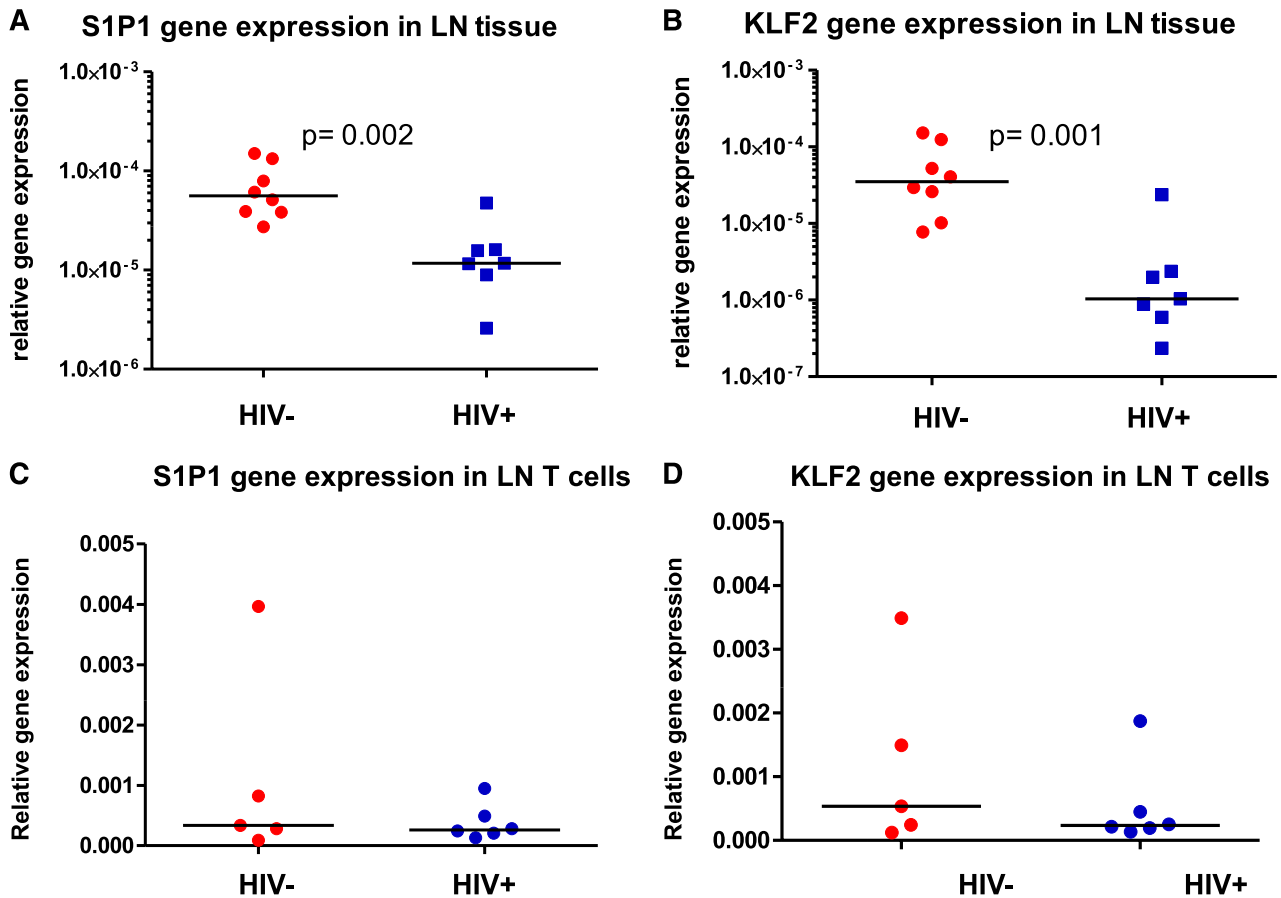 A
S1P1 gene expression in LN tissue
relative gene expression
1.0×10-3
1.0×10-4
1.0×10-5
1.0×10-6
p= 0.002
HIV-
HIV+
B
KLF2 gene expression in LN tissue
relative gene expression
1.0×10-3
1.0×10-4
1.0×10-5
1.0×10-6
1.0×10-7
p= 0.001
HIV-
HIV+
C
S1P1 gene expression in LN T cells
Relative gene expression
0.005
0.004
0.003
0.002
0.001
0.000
HIV-
HIV+
D
KLF2 gene expression in LN T cells
Relative gene expression
0.005
0.004
0.003
0.002
0.001
0.000
HIV-
HIV+